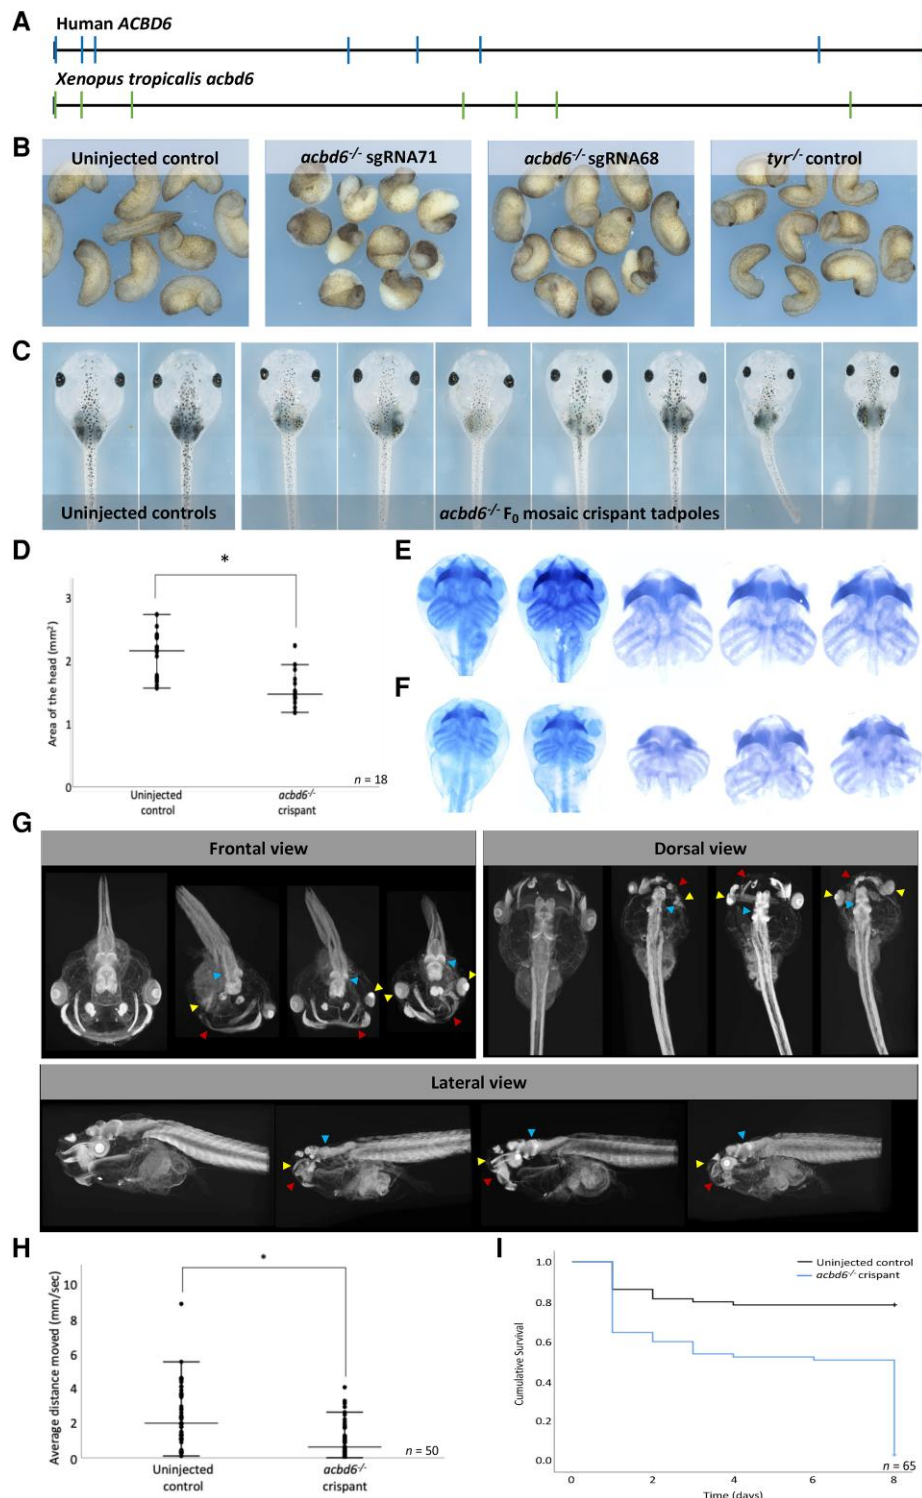 A
Human ACBD6
Xenopus tropicalis acbd6
B
Uninjected control
acbd6-/- sgRNA71
acbd6-/- sgRNA68
tyr-/- control
C
Uninjected controls
acbd6-/- F0 mosaic crispant tadpoles
D
*
Area of the head (mm2)
3
2
1
0
Uninjected
control
acbd6-/-
crispant
n = 18
E
F
G
Frontal view
Dorsal view
Lateral view
H
*
Average distance moved (mm/sec)
10
8
6
4
2
0
Uninjected
control
acbd6-/-
crispant
n = 50
I
Uninjected control
acbd6-/- crispant
Cumulative Survival
1.0
0.8
0.6
0.4
0.2
0.0
n = 65
0 2 4 6 8
Time (days)